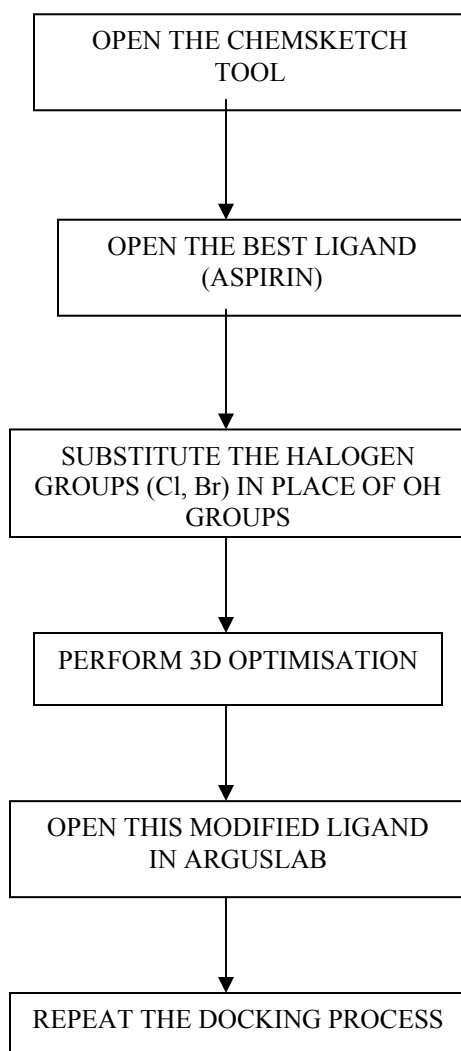 OPEN THE CHEMSKETCH
TOOL
OPEN THE BEST LIGAND
(ASPIRIN)
SUBSTITUTE THE HALOGEN
GROUPS (Cl, Br) IN PLACE OF OH
GROUPS
PERFORM 3D OPTIMISATION
OPEN THIS MODIFIED LIGAND
IN ARGUSLAB
REPEAT THE DOCKING PROCESS